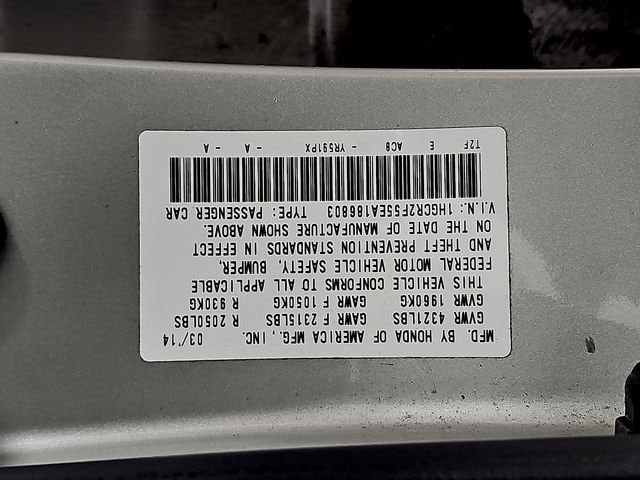 MFD. BY HONDA OF AMERICA MFG., INC. 03/'14
GVWR 4321LBS GAWR F 2315LBS R 2050LBS
GVWR 1960KG GAWR F 1050KG R 930KG
THIS VEHICLE CONFORMS TO ALL APPLICABLE
FEDERAL MOTOR VEHICLE SAFETY, BUMPER,
AND THEFT PREVENTION STANDARDS IN EFFECT
ON THE DATE OF MANUFACTURE SHOWN ABOVE.
V.I.N.: 1HGCR2F55EA186803 TYPE: PASSENGER CAR
T2F E AC8 - YR591PX - A - A